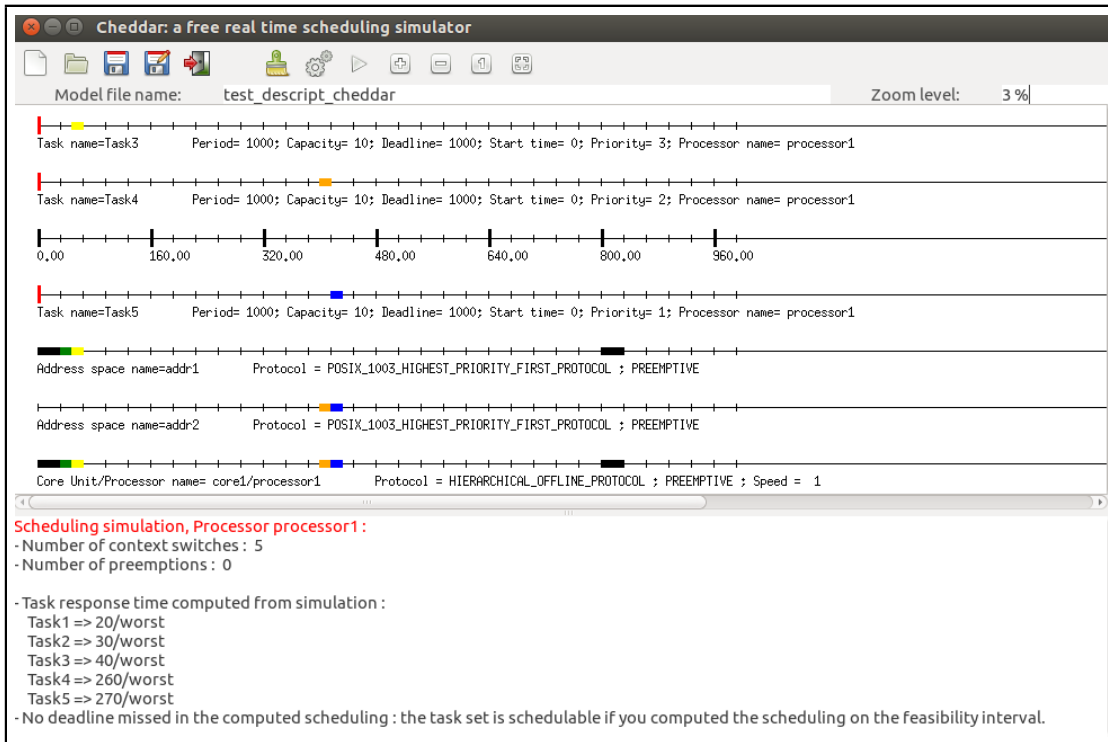 Cheddar: a free real time scheduling simulator
Model file name: test_descript_cheddar Zoom level: 3 %
Task name=Task3 Period= 1000; Capacity= 10; Deadline= 1000; Start time= 0; Priority= 3; Processor name= processor1
Task name=Task4 Period= 1000; Capacity= 10; Deadline= 1000; Start time= 0; Priority= 2; Processor name= processor1
0.00 160.00 320.00 480.00 640.00 800.00 960.00
Task name=Task5 Period= 1000; Capacity= 10; Deadline= 1000; Start time= 0; Priority= 1; Processor name= processor1
Address space name=addr1 Protocol = POSIX_1003_HIGHEST_PRIORITY_FIRST_PROTOCOL ; PREEMPTIVE
Address space name=addr2 Protocol = POSIX_1003_HIGHEST_PRIORITY_FIRST_PROTOCOL ; PREEMPTIVE
Core Unit/Processor name= core1/processor1 Protocol = HIERARCHICAL_OFFLINE_PROTOCOL ; PREEMPTIVE ; Speed = 1
Scheduling simulation, Processor processor1 :
- Number of context switches : 5
- Number of preemptions : 0
- Task response time computed from simulation :
Task1 => 20/worst
Task2 => 30/worst
Task3 => 40/worst
Task4 => 260/worst
Task5 => 270/worst
- No deadline missed in the computed scheduling : the task set is schedulable if you computed the scheduling on the feasibility interval.